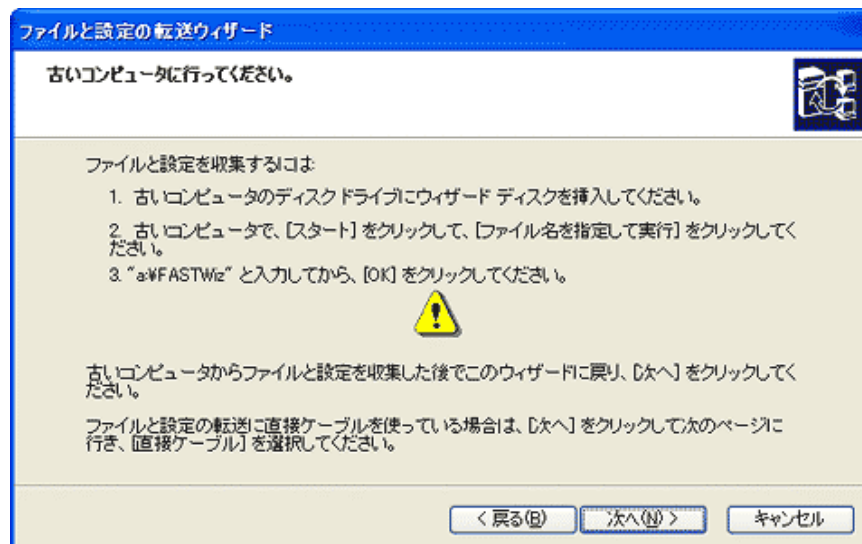 ファイルと設定の転送ウィザード
古いコンピュータに行ってください。
ファイルと設定を収集するには:
1. 古いコンピュータのディスク ドライブにウィザード ディスクを挿入してください。
2. 古いコンピュータで、[スタート] をクリックして、[ファイル名を指定して実行] をクリックしてく
ださい。
3. "a:¥FASTWiz" と入力してから、[OK] をクリックしてください。
古いコンピュータからファイルと設定を収集した後でこのウィザードに戻り、[次へ] をクリックしてく
ださい。
ファイルと設定の転送に直接ケーブルを使っている場合は、[次へ] をクリックして次のページに
行き、[直接ケーブル] を選択してください。
< 戻る(B) 次へ(N) > キャンセル